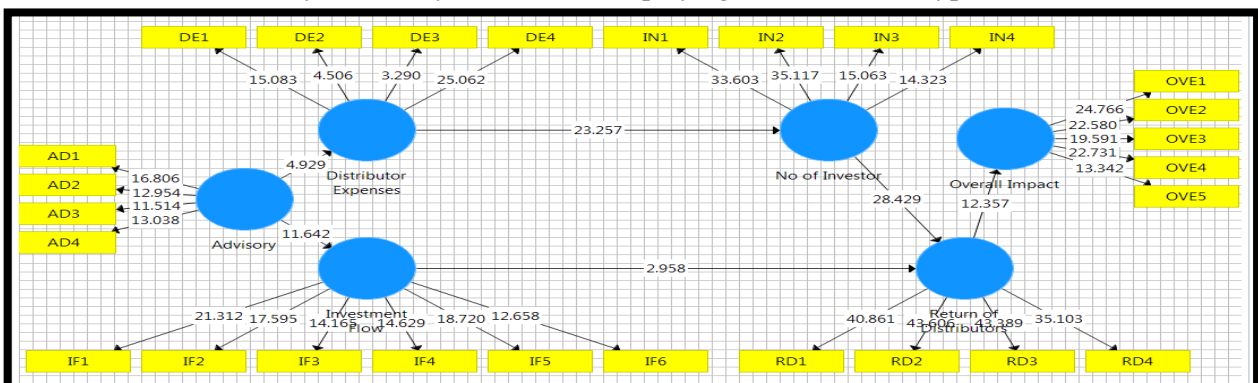 DE1 DE2 DE3 DE4 IN1 IN2 IN3 IN4
15.083 4.506 3.290 25.062 33.603 35.117 15.063 14.323
OVE1
OVE2
OVE3
OVE4
OVE5
24.766
22.580
19.591
22.731
13.342
23.257
AD1
AD2
AD3
AD4
16.806
12.954
11.514
13.038
4.929
Distributor
Expenses
No of Investor
Overall Impact
28.429
12.357
Advisory
11.642
2.958
Investment
Flow
Return of
Distributors
21.312 17.595 14.165 14.629 18.720 12.658
40.861 43.606 43.389 35.103
IF1 IF2 IF3 IF4 IF5 IF6 RD1 RD2 RD3 RD4